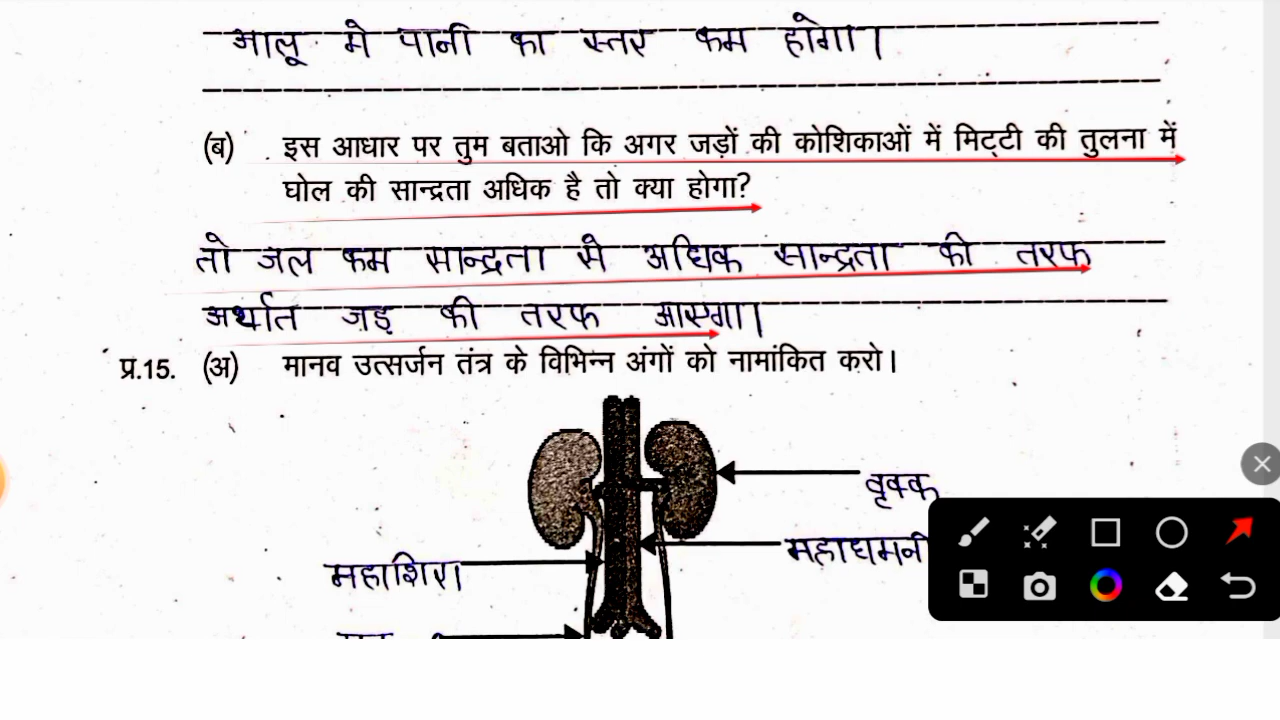 आलू में पानी का स्तर कम होगा।
(ब) इस आधार पर तुम बताओ कि अगर जड़ों की कोशिकाओं में मिट्टी की तुलना में
घोल की सान्द्रता अधिक है तो क्या होगा?
तो जल कम सान्द्रता से अधिक सान्द्रता की तरफ
अर्थात जड़ की तरफ आएगा।
प्र.15. (अ) मानव उत्सर्जन तंत्र के विभिन्न अंगों को नामांकित करो।
वृक्क
महाधमनी
महाशिरा